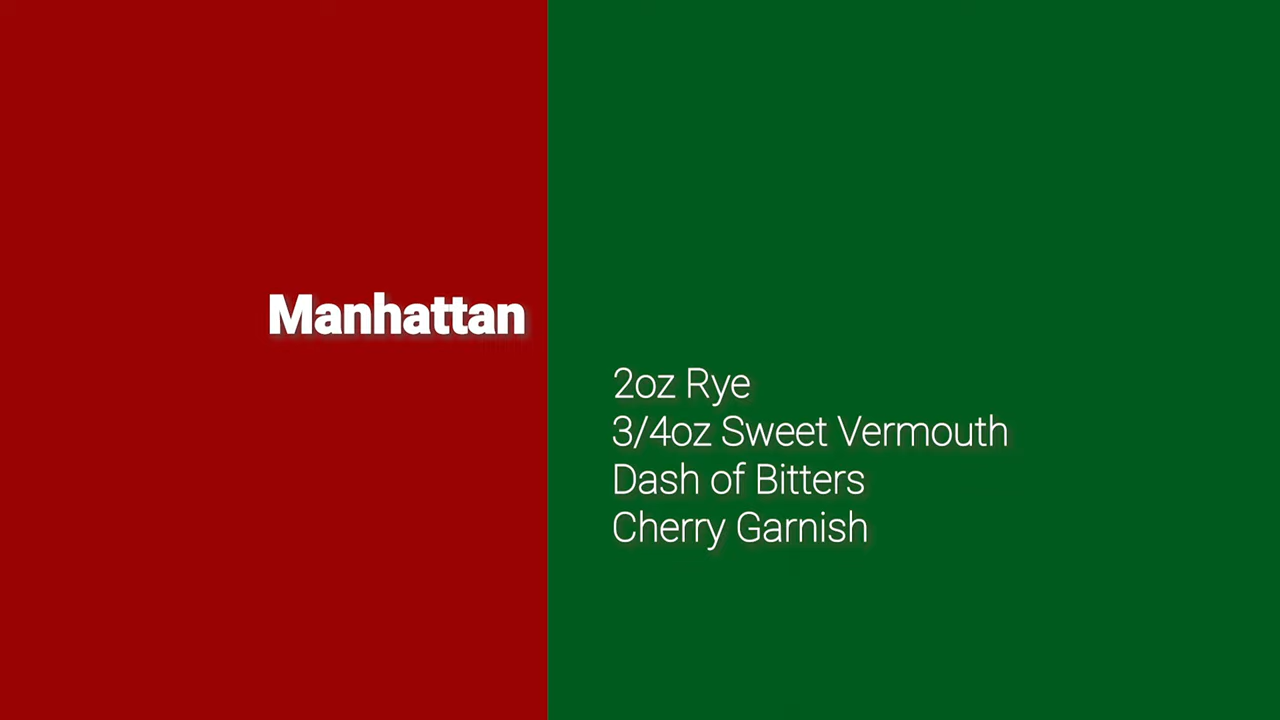 Manhattan
2oz Rye
3/4oz Sweet Vermouth
Dash of Bitters
Cherry Garnish